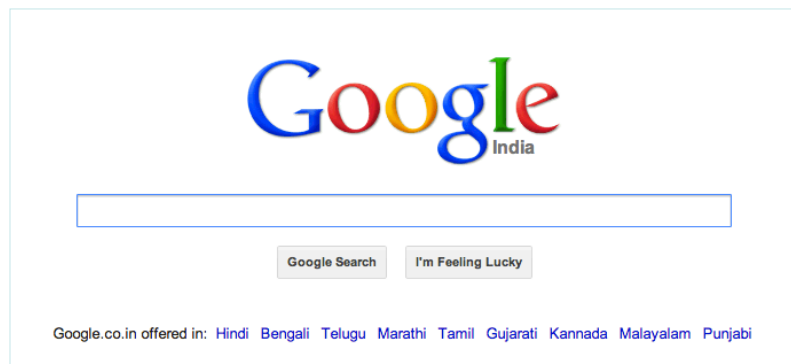 Google
India
Google Search I'm Feeling Lucky
Google.co.in offered in: Hindi Bengali Telugu Marathi Tamil Gujarati Kannada Malayalam Punjabi